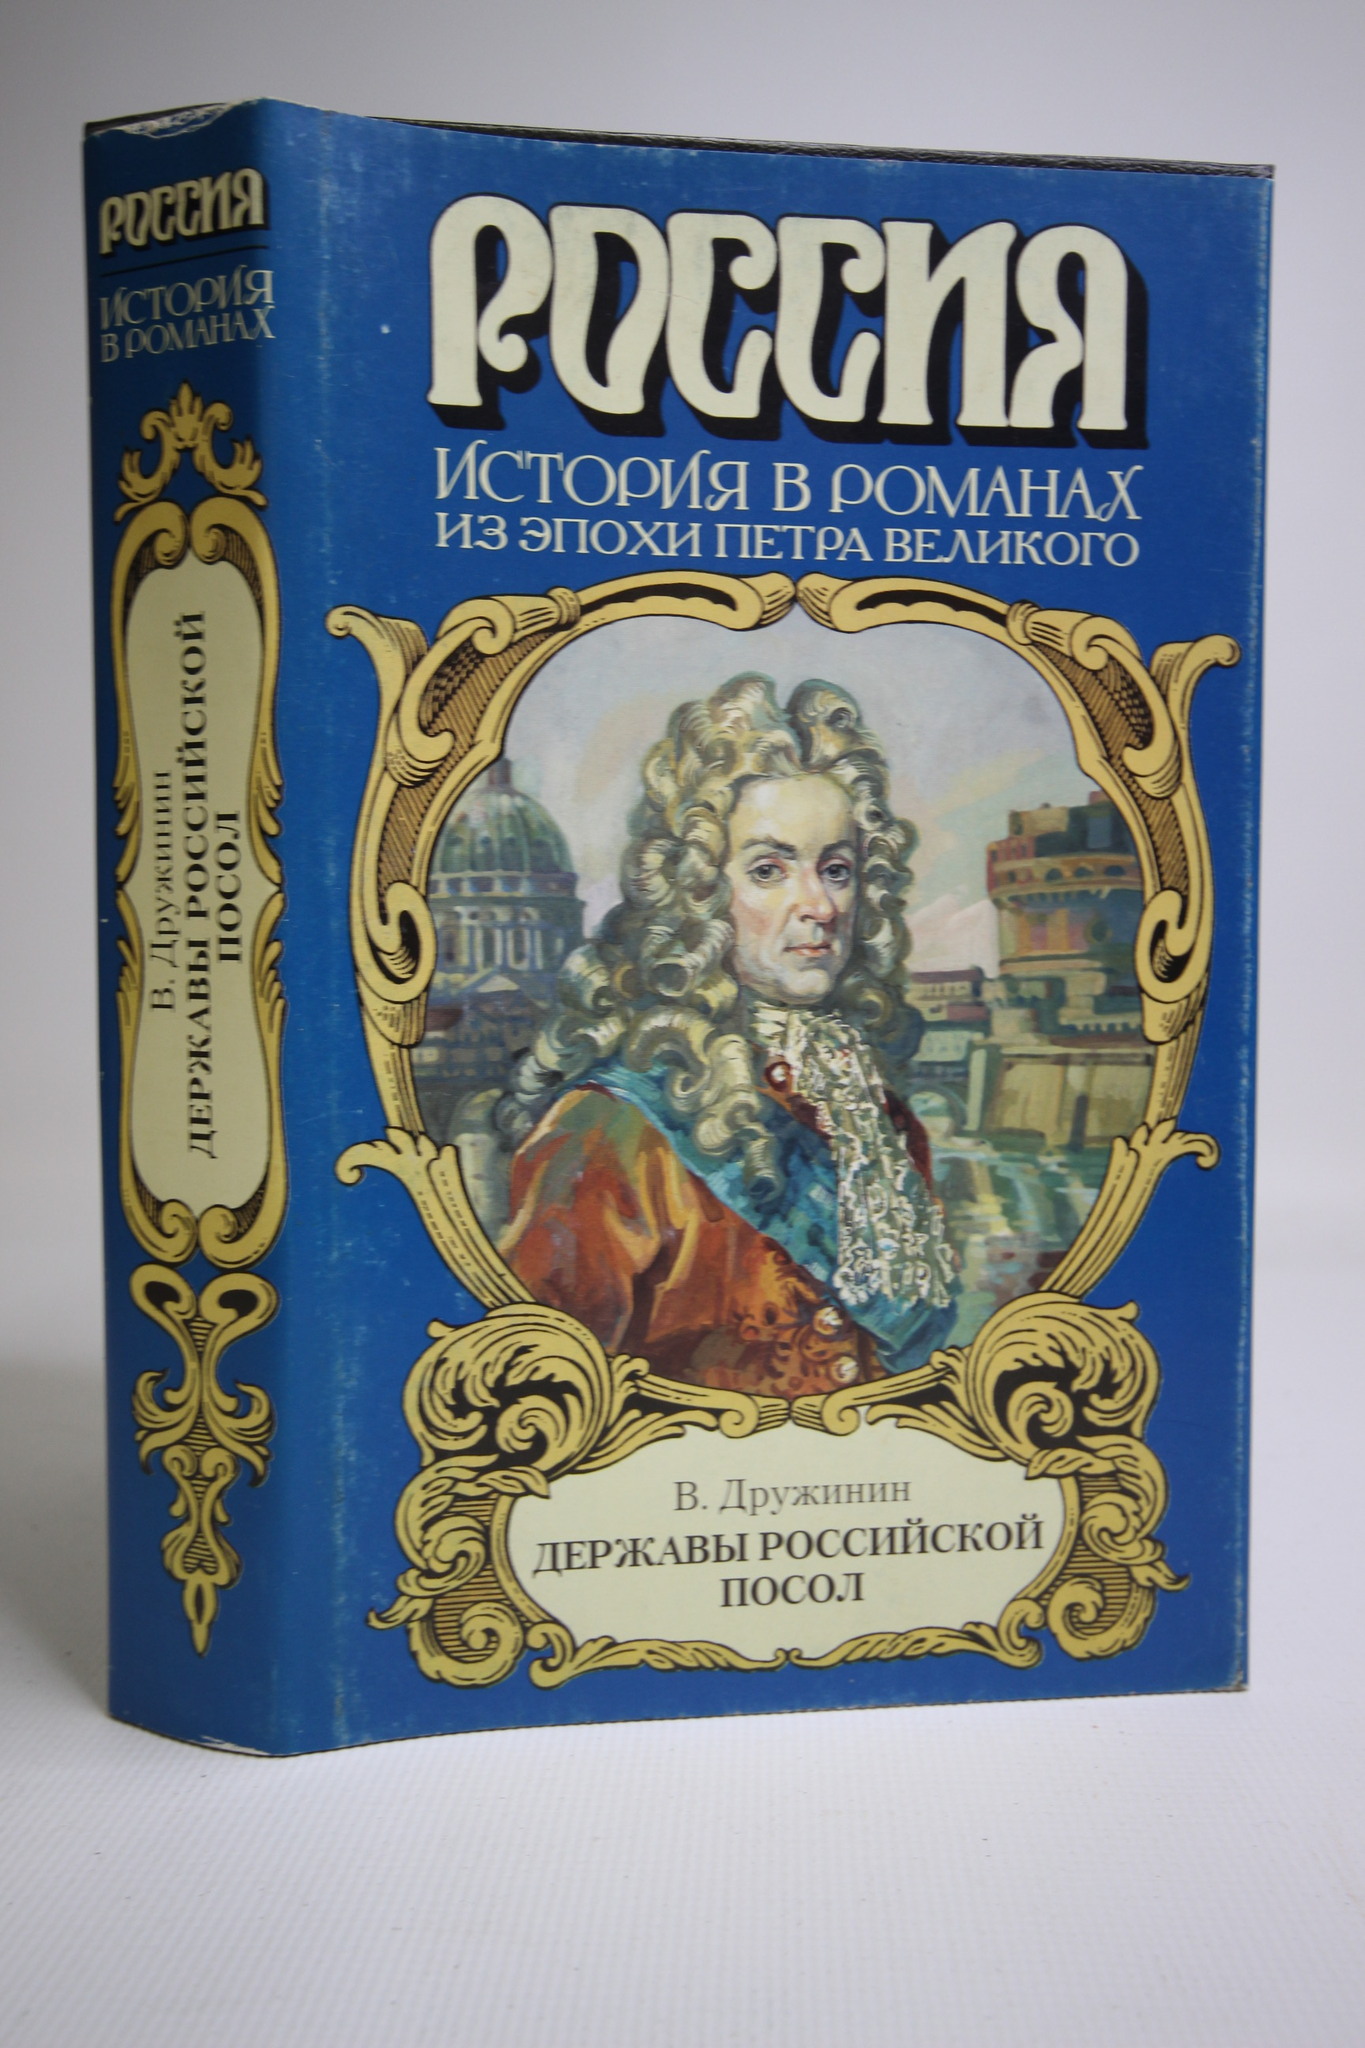 РОССИЯ
ИСТОРИЯ
В РОМАНАХ
В. Дружинин
ДЕРЖАВЫ РОССИЙСКОЙ
ПОСОЛ
РОССИЯ
ИСТОРИЯ В РОМАНАХ
ИЗ ЭПОХИ ПЕТРА ВЕЛИКОГО
В. Дружинин
ДЕРЖАВЫ РОССИЙСКОЙ
ПОСОЛ